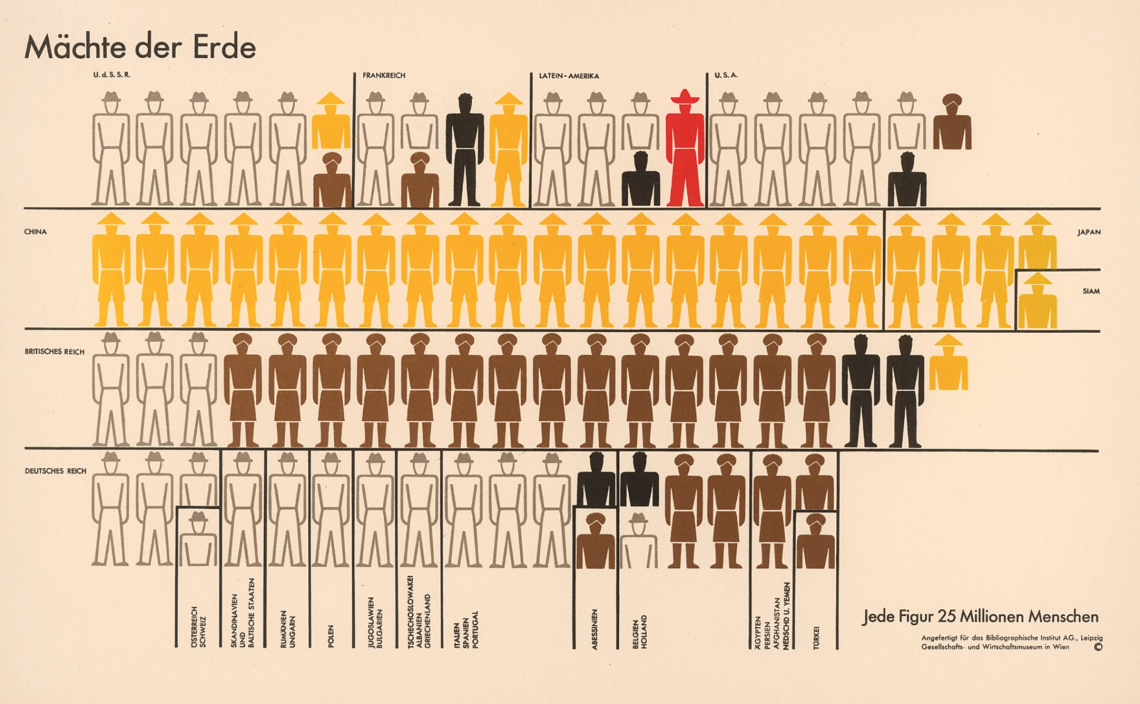 Mächte der Erde
U. d. S. S. R.
FRANKREICH
LATEIN-AMERIKA
U. S. A.
CHINA
JAPAN
SIAM
BRITISCHES REICH
DEUTSCHES REICH
ÖSTERREICH
SCHWEIZ
SKANDINAVIEN
UND
BALTISCHE STAATEN
RUMÄNIEN
UNGARN
POLEN
JUGOSLAWIEN
BULGARIEN
TSCHECHOSLOWAKEI
ALBANIEN
GRIECHENLAND
ITALIEN
SPANIEN
PORTUGAL
ABESSINIEN
BELGIEN
HOLLAND
ÄGYPTEN
PERSIEN
AFGHANISTAN
NEDSCHD U. YEMEN
TÜRKEI
Jede Figur 25 Millionen Menschen
Angefertigt für das Bibliographische Institut AG., Leipzig
Gesellschafts- und Wirtschaftsmuseum in Wien ©